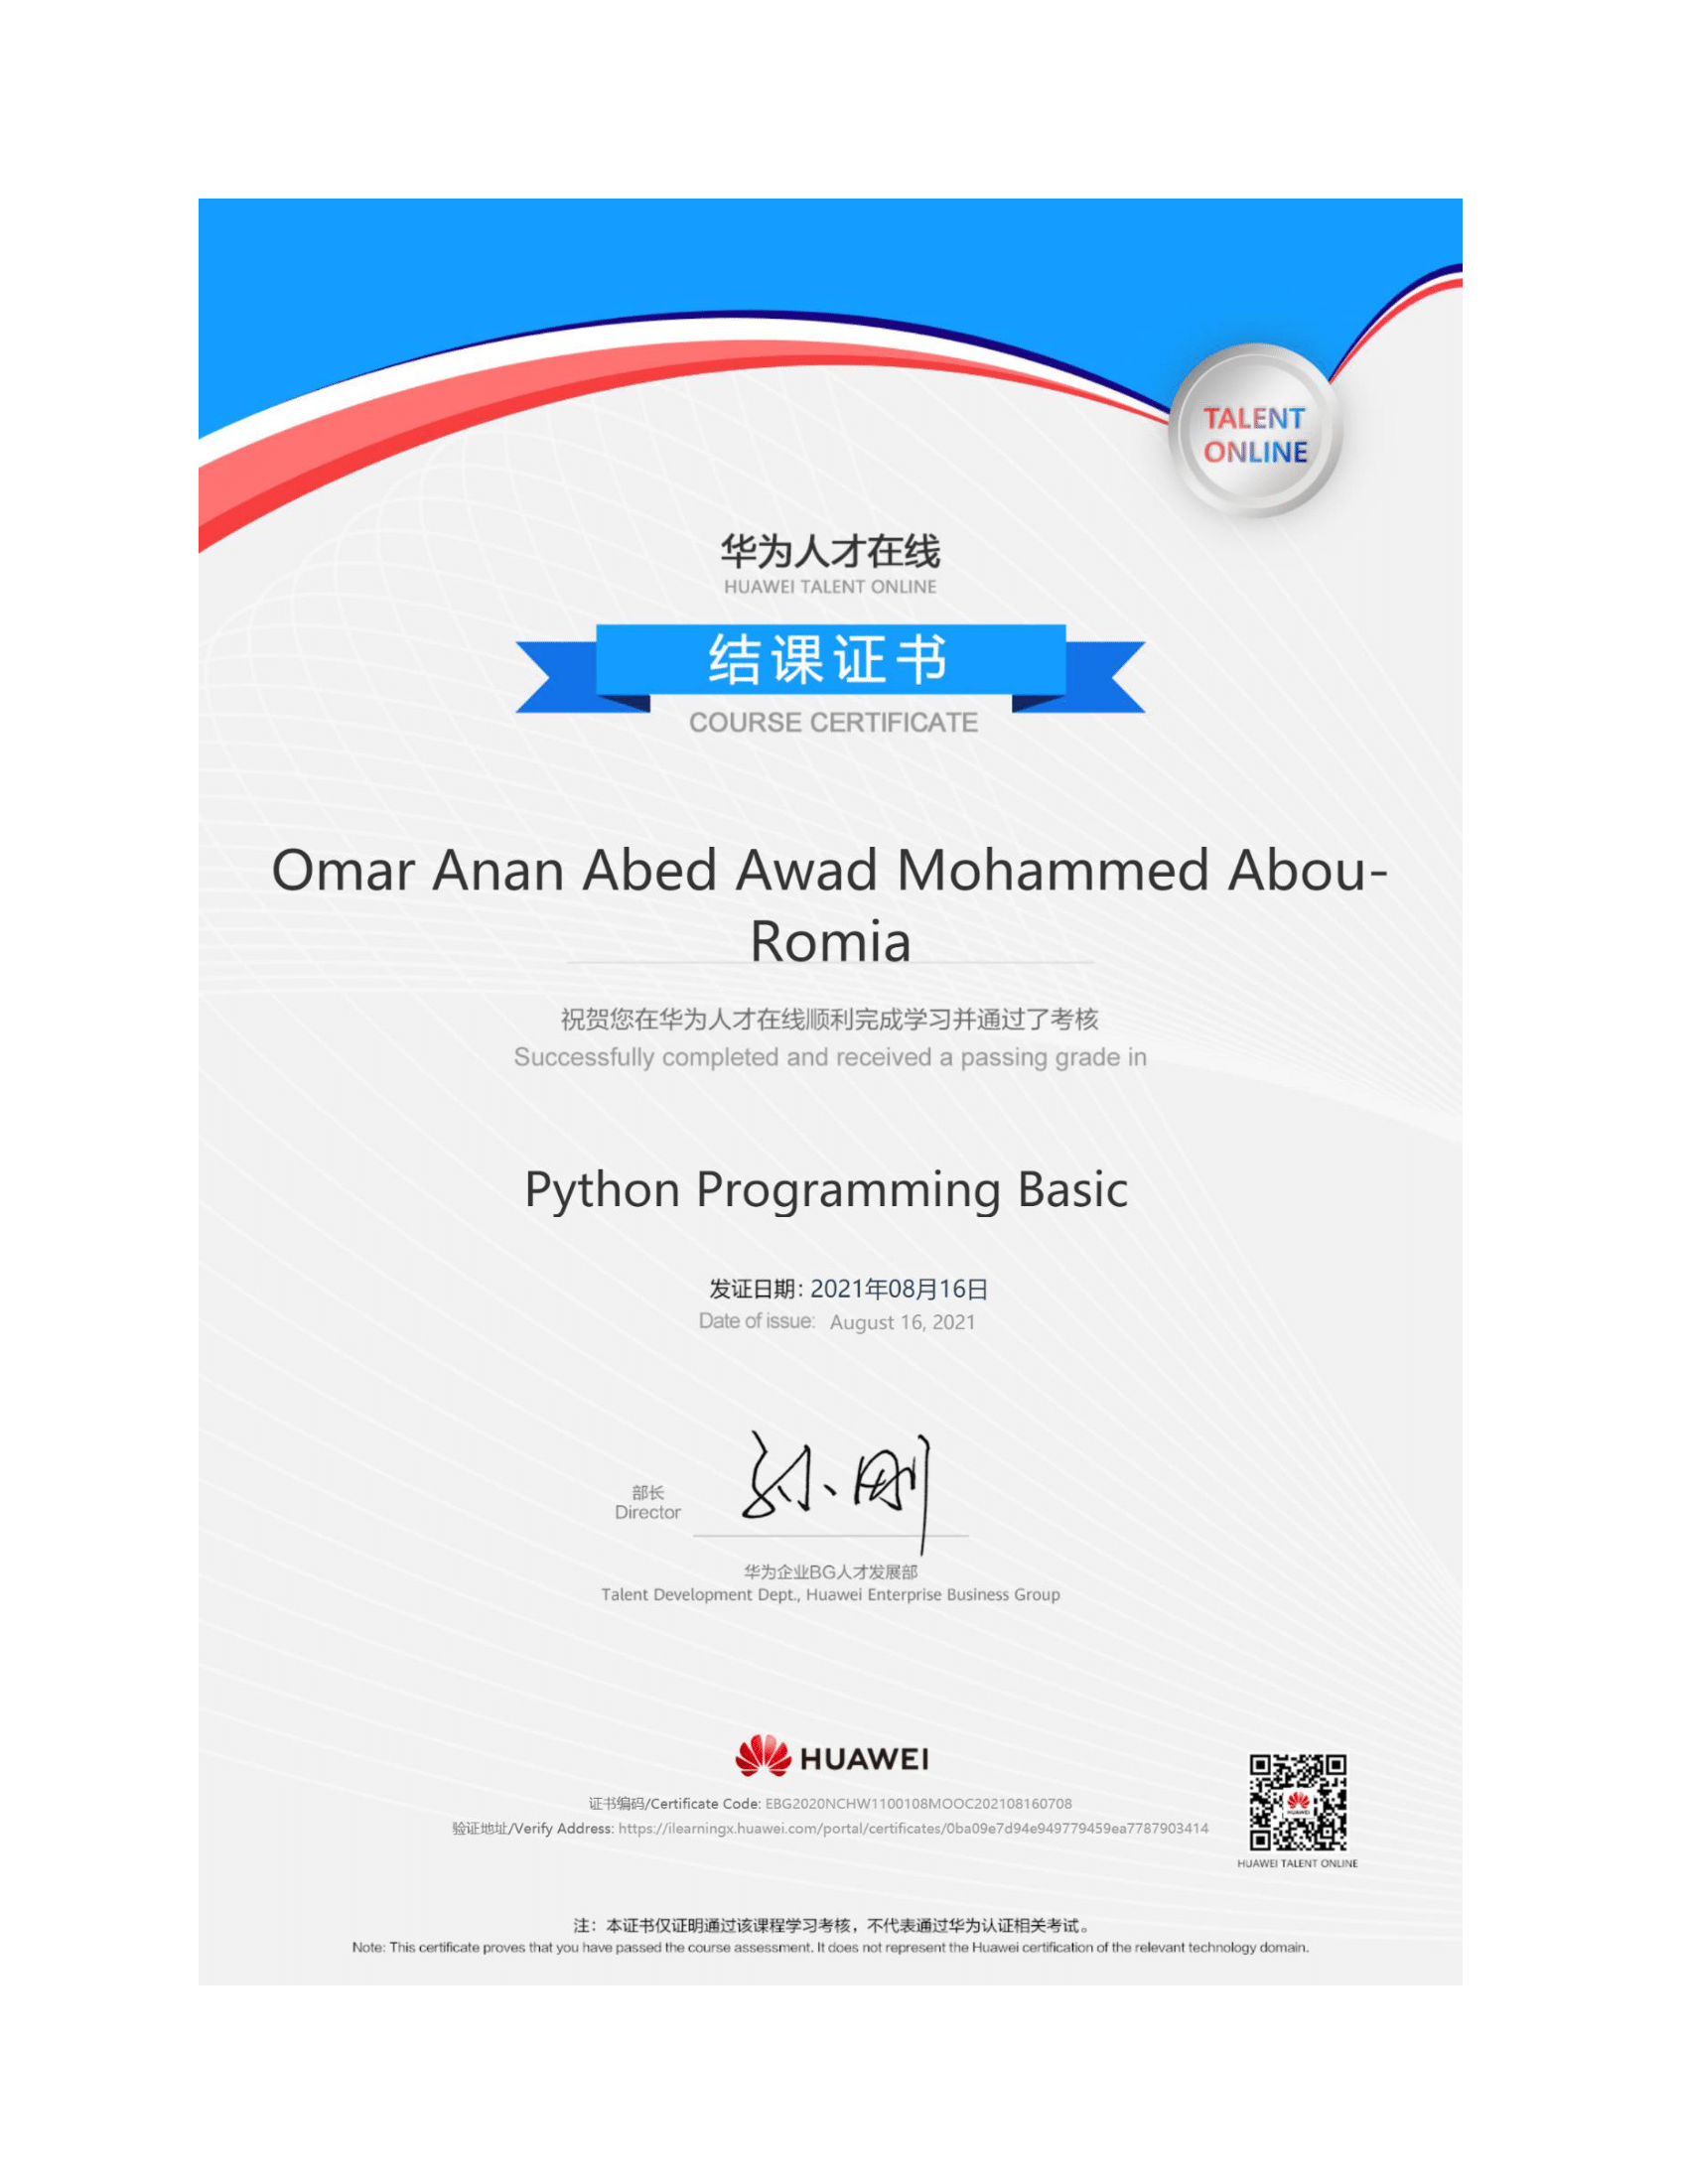 TALENT
ONLINE
华为人才在线
HUAWEI TALENT ONLINE
结课证书
COURSE CERTIFICATE
Omar Anan Abed Awad Mohammed Abou-
Romia
祝贺您在华为人才在线顺利完成学习并通过了考核
Successfully completed and received a passing grade in
Python Programming Basic
发证日期: 2021年08月16日
Date of issue: August 16, 2021
孙刚
部长
Director
华为企业BG人才发展部
Talent Development Dept., Huawei Enterprise Business Group
HUAWEI
证书编码/Certificate Code: EBG2020NCHW1100108MOOC202108160708
验证地址/Verify Address: https://ilearningx.huawei.com/portal/certificates/0ba09e7d94e949779459ea7787903414
HUAWEI
HUAWEI TALENT ONLINE
注：本证书仅证明通过该课程学习考核，不代表通过华为认证相关考试。
Note: This certificate proves that you have passed the course assessment. It does not represent the Huawei certification of the relevant technology domain.